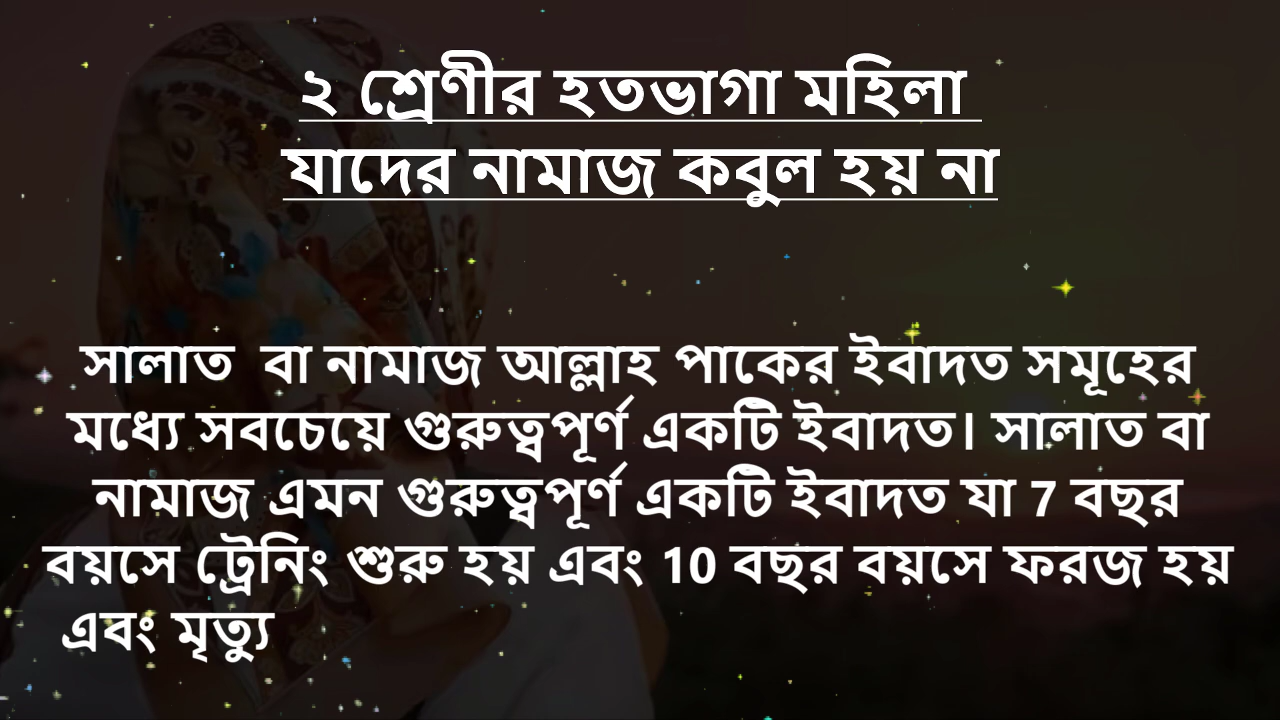 ২ শ্রেণীর হতভাগা মহিলা
যাদের নামাজ কবুল হয় না
সালাত বা নামাজ আল্লাহ পাকের ইবাদত সমূহের
মধ্যে সবচেয়ে গুরুত্বপূর্ণ একটি ইবাদত। সালাত বা
নামাজ এমন গুরুত্বপূর্ণ একটি ইবাদত যা 7 বছর
বয়সে ট্রেনিং শুরু হয় এবং 10 বছর বয়সে ফরজ হয়
এবং মৃত্যু